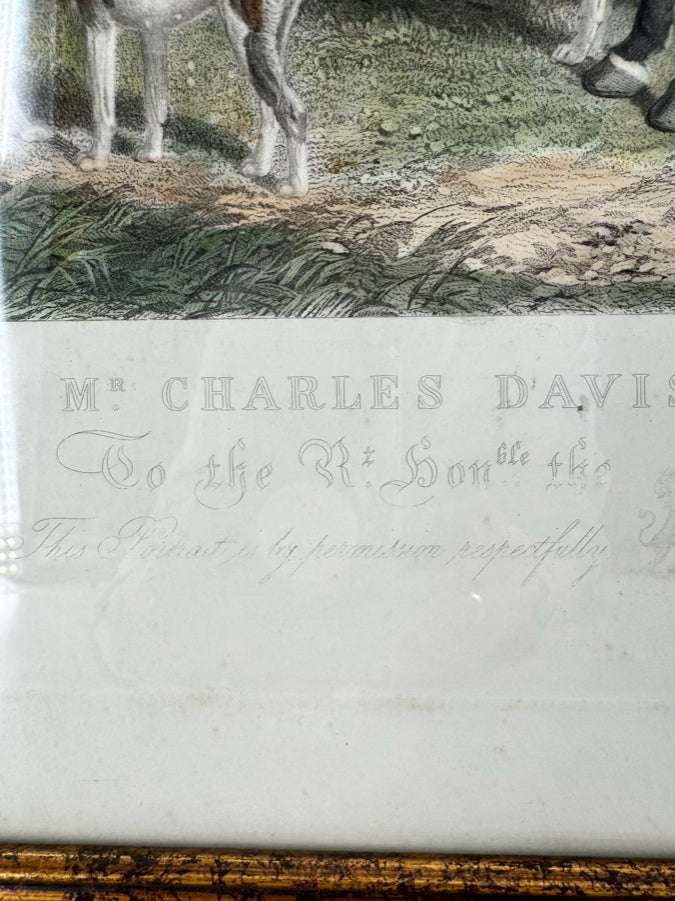 Mr. CHARLES DAVIS
To the Rt. Honble the
This Portrait is by permission respectfully